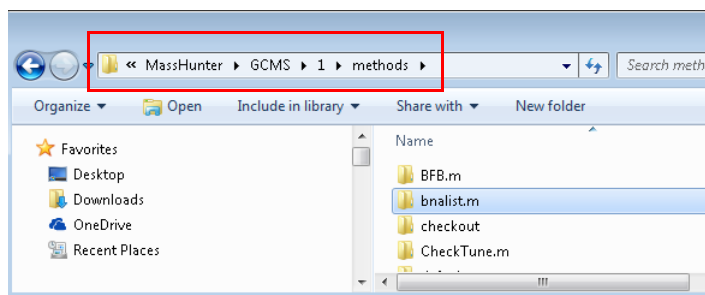 « MassHunter GCMS 1 methods Search meth
Organize Open Include in library Share with New folder
Favorites
Desktop
Downloads
OneDrive
Recent Places
Name
BFB.m
bnalist.m
checkout
CheckTune.m